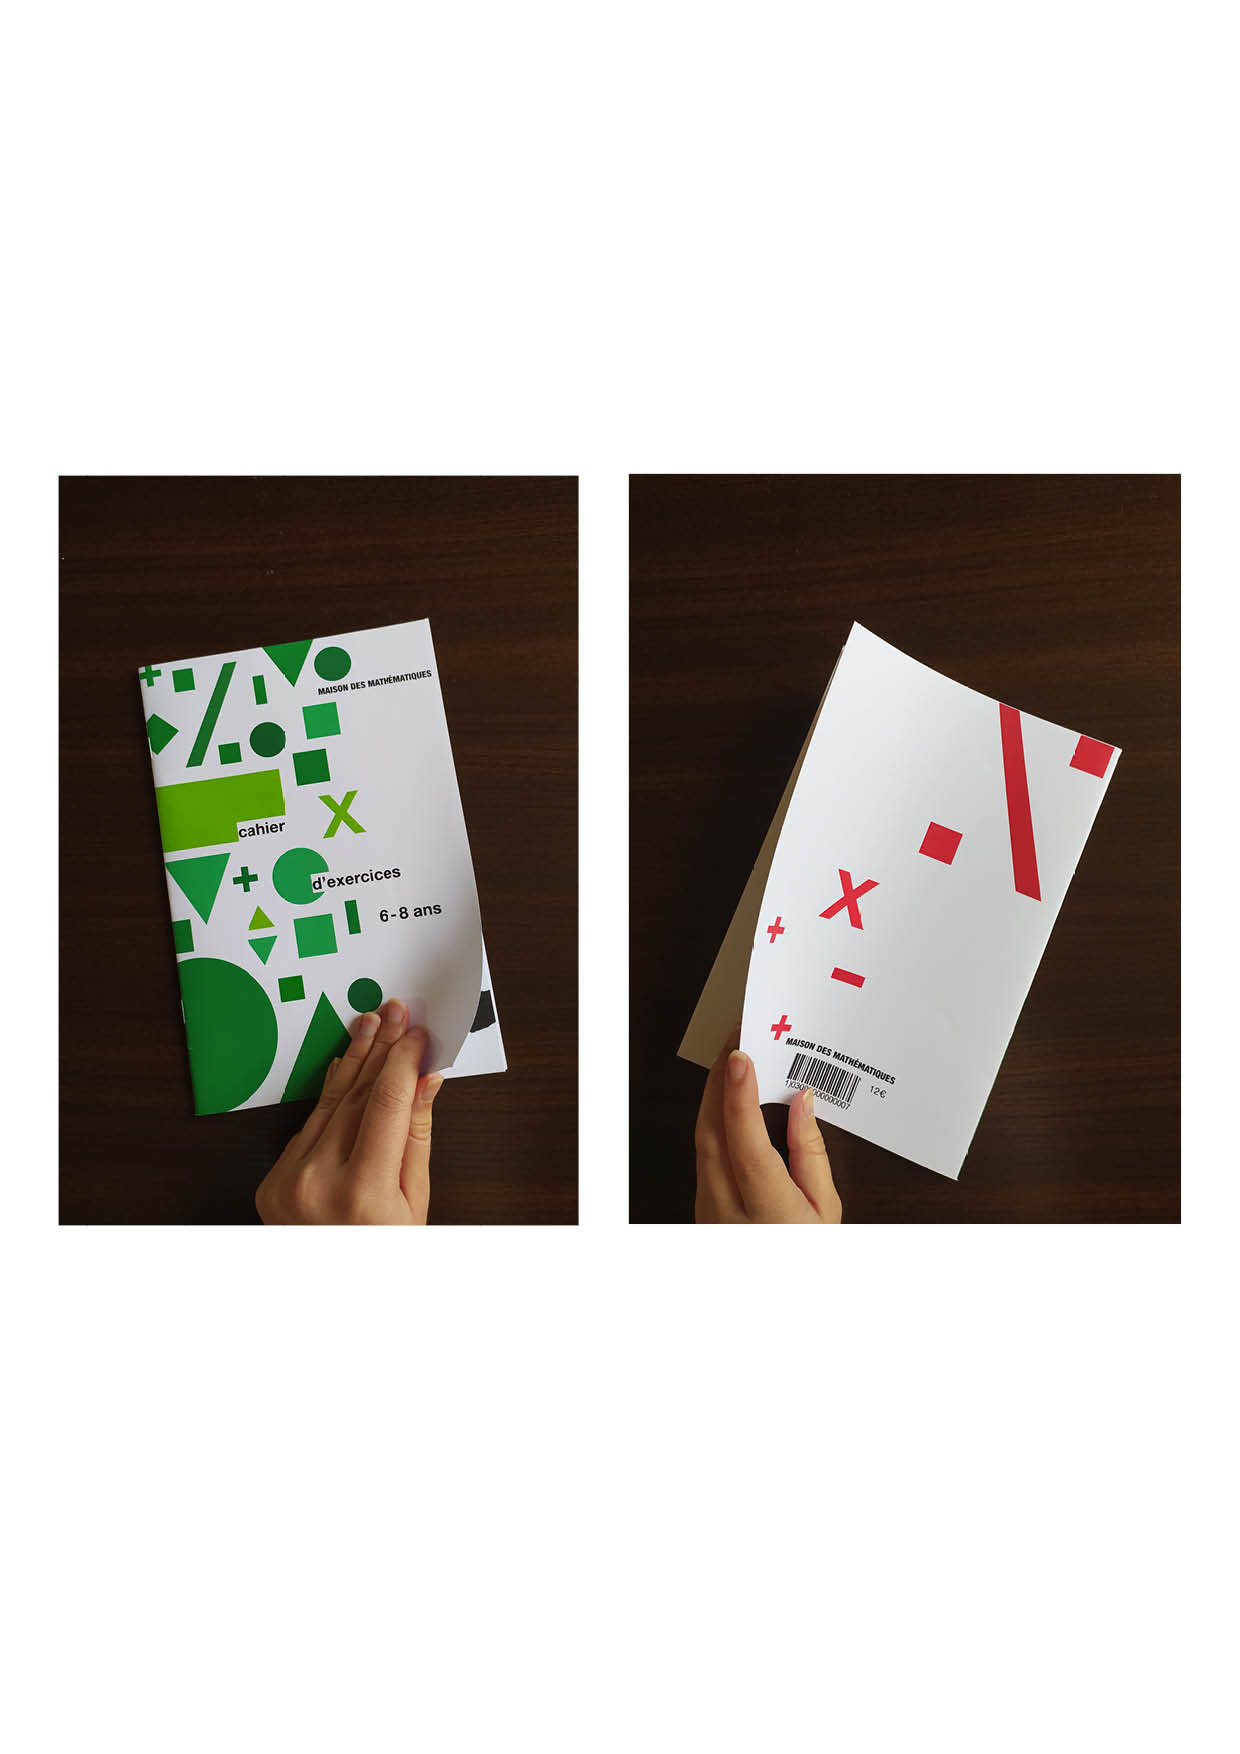 MAISON DES MATHÉMATIQUES
cahier
x
d'exercices
6-8 ans
x
MAISON DES MATHÉMATIQUES
12€